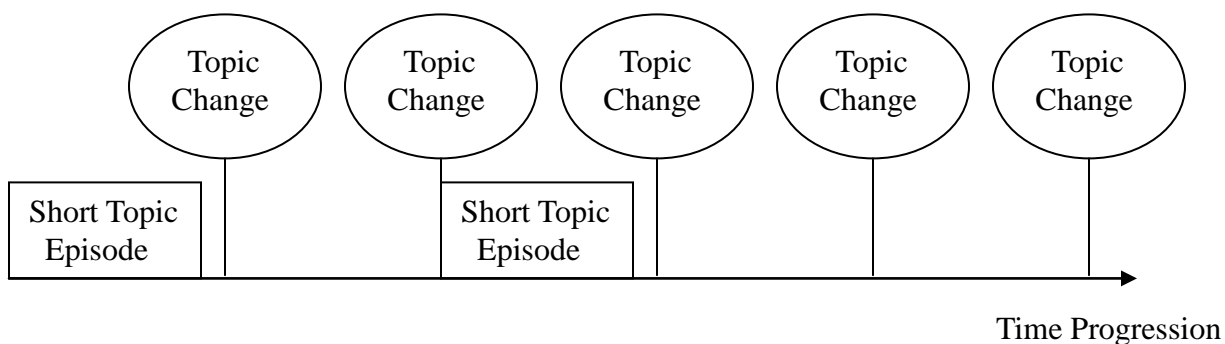 Topic
Change
Topic
Change
Topic
Change
Topic
Change
Topic
Change
Short Topic
Episode
Short Topic
Episode
Time Progression